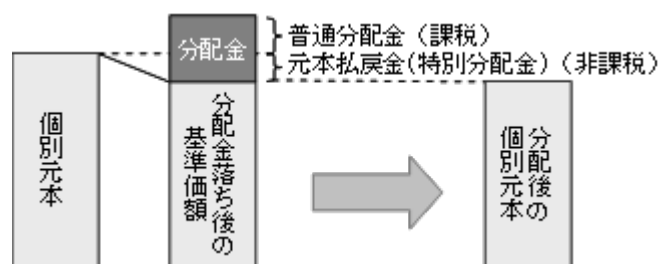 分配金
普通分配金（課税）
元本払戻金(特別分配金)（非課税）
個別元本
分配金落ち後の
基準価額
分配後の
個別元本